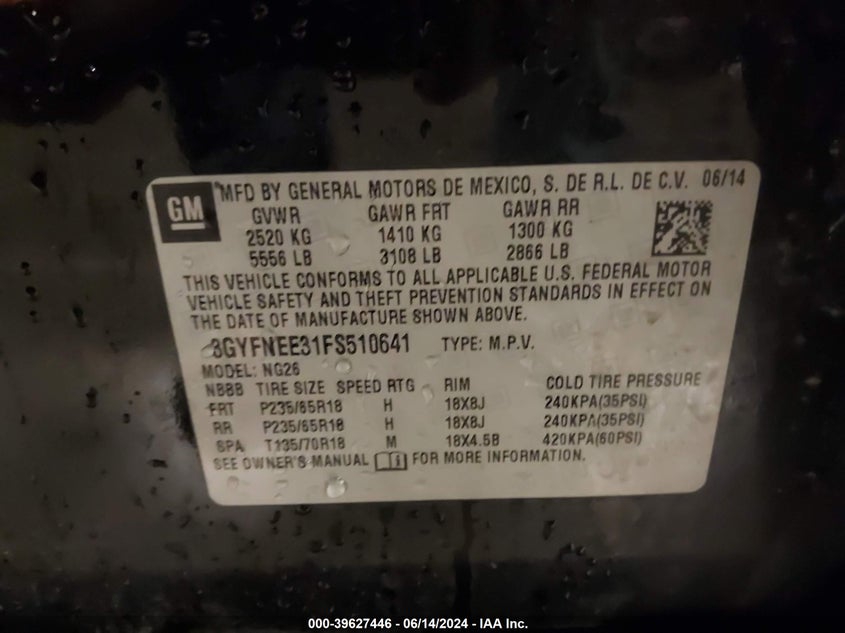 GM
MFD BY GENERAL MOTORS DE MEXICO, S. DE R.L. DE C.V. 06/14
GVWR GAWR FRT GAWR RR
2520 KG 1410 KG 1300 KG
5556 LB 3108 LB 2866 LB
THIS VEHICLE CONFORMS TO ALL APPLICABLE U.S. FEDERAL MOTOR
VEHICLE SAFETY AND THEFT PREVENTION STANDARDS IN EFFECT ON
THE DATE OF MANUFACTURE SHOWN ABOVE.
3GYFNEE31FS510641 TYPE: M.P.V.
MODEL: NG26
NBBB TIRE SIZE SPEED RTG RIM COLD TIRE PRESSURE
FRT P235/65R18 H 18X8J 240KPA(35PSI)
RR P235/65R18 H 18X8J 240KPA(35PSI)
SPA T135/70R18 M 18X4.5B 420KPA(60PSI)
SEE OWNER'S MANUAL i FOR MORE INFORMATION.
000-39627446 - 06/14/2024 - IAA Inc.